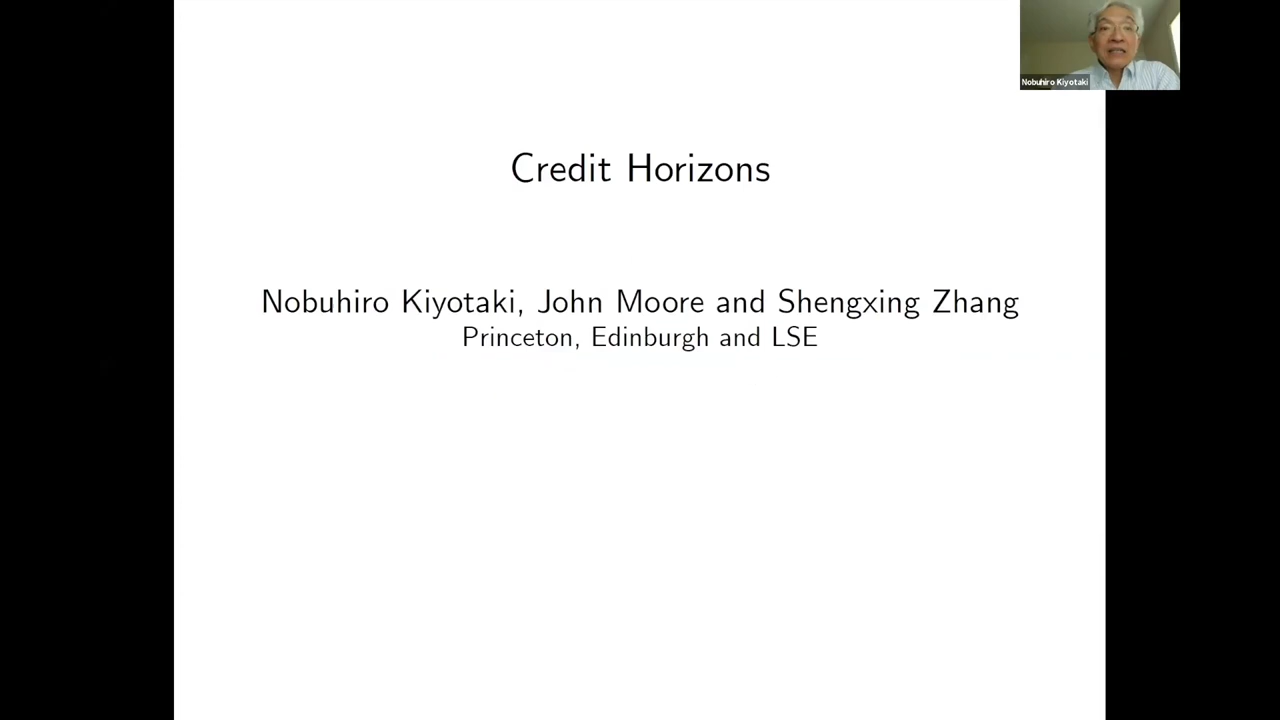 Nobuhiro Kiyotaki
Credit Horizons
Nobuhiro Kiyotaki, John Moore and Shengxing Zhang
Princeton, Edinburgh and LSE